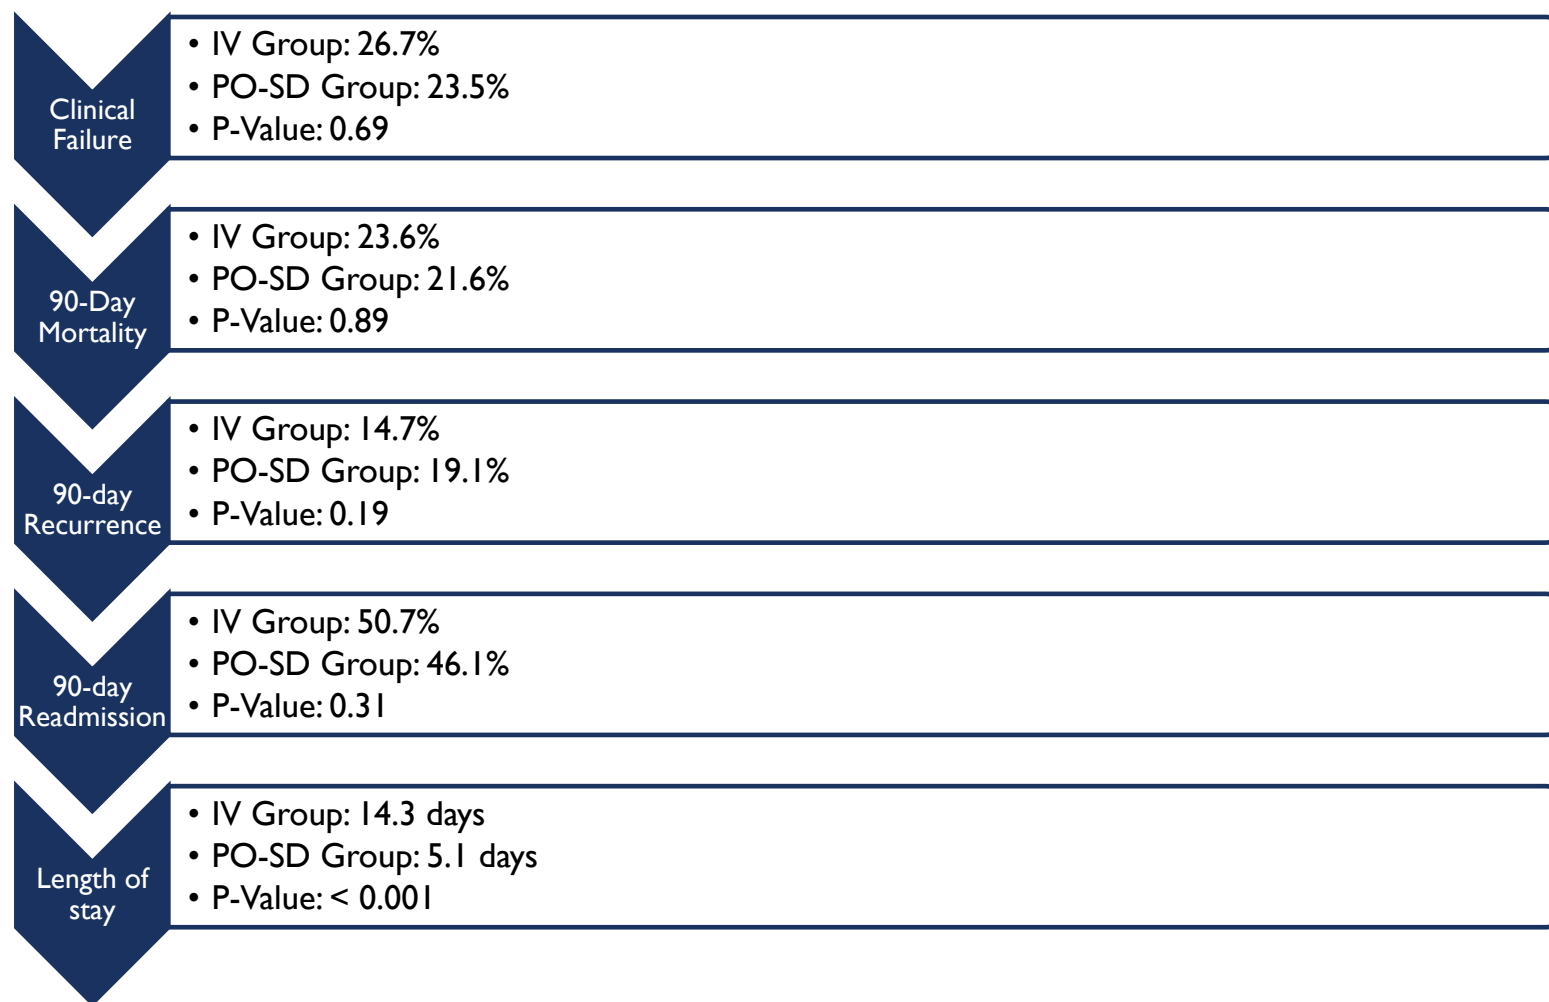 Clinical
Failure
• IV Group: 26.7%
• PO-SD Group: 23.5%
• P-Value: 0.69
90-Day
Mortality
• IV Group: 23.6%
• PO-SD Group: 21.6%
• P-Value: 0.89
90-day
Recurrence
• IV Group: 14.7%
• PO-SD Group: 19.1%
• P-Value: 0.19
90-day
Readmission
• IV Group: 50.7%
• PO-SD Group: 46.1%
• P-Value: 0.31
Length of
stay
• IV Group: 14.3 days
• PO-SD Group: 5.1 days
• P-Value: < 0.001